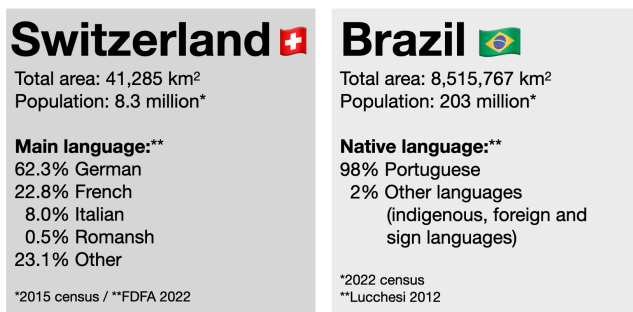 Switzerland 🇨🇭
Total area: 41,285 km²
Population: 8.3 million*
Main language:**
62.3% German
22.8% French
8.0% Italian
0.5% Romansh
23.1% Other
*2015 census / **FDFA 2022
Brazil 🇧🇷
Total area: 8,515,767 km²
Population: 203 million*
Native language:**
98% Portuguese
2% Other languages
(indigenous, foreign and
sign languages)
*2022 census
**Lucchesi 2012